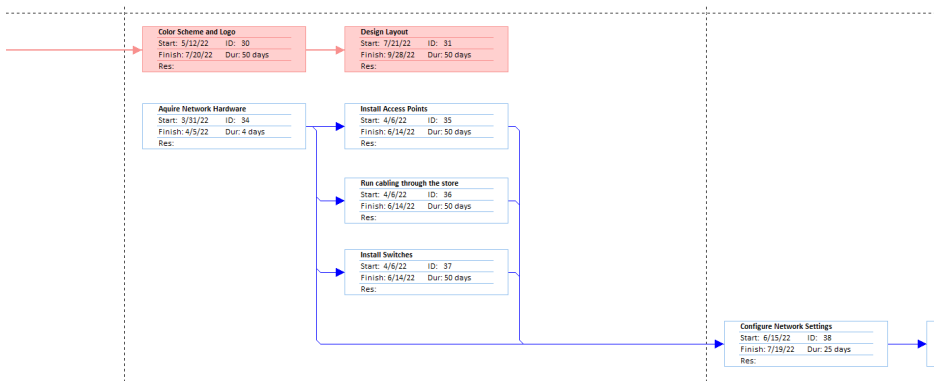 Color Scheme and Logo
Start: 5/12/22 ID: 30
Finish: 7/20/22 Dur: 50 days
Res:
Design Layout
Start: 7/21/22 ID: 31
Finish: 9/28/22 Dur: 50 days
Res:
Aquire Network Hardware
Start: 3/31/22 ID: 34
Finish: 4/5/22 Dur: 4 days
Res:
Install Access Points
Start: 4/6/22 ID: 35
Finish: 6/14/22 Dur: 50 days
Res:
Run cabling through the store
Start: 4/6/22 ID: 36
Finish: 6/14/22 Dur: 50 days
Res:
Install Switches
Start: 4/6/22 ID: 37
Finish: 6/14/22 Dur: 50 days
Res:
Configure Network Settings
Start: 6/15/22 ID: 38
Finish: 7/19/22 Dur: 25 days
Res: